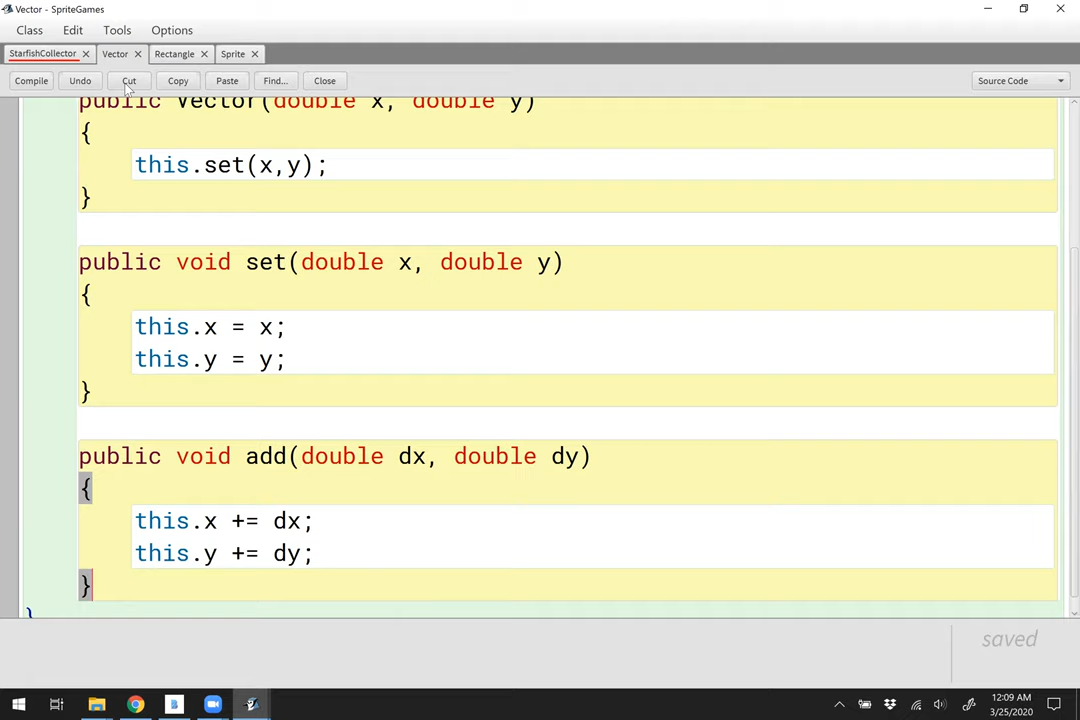 Vector - SpriteGames
Class Edit Tools Options
StarfishCollector Vector Rectangle Sprite
Compile Undo Cut Copy Paste Find... Close Source Code
public Vector(double x, double y)
{
this.set(x,y);
}
public void set(double x, double y)
{
this.x = x;
this.y = y;
}
public void add(double dx, double dy)
{
this.x += dx;
this.y += dy;
}
}
saved
12:09 AM
3/25/2020